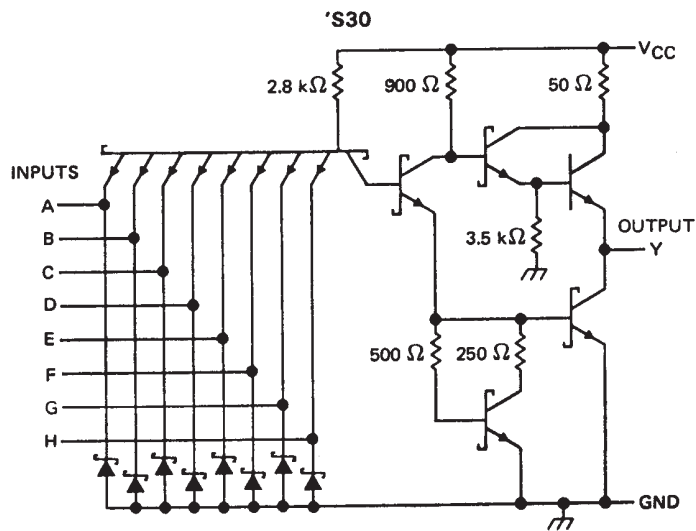 'S30
VCC
2.8 kΩ
900 Ω
50 Ω
INPUTS
A
B
C
D
E
F
G
H
3.5 kΩ
OUTPUT
Y
500 Ω
250 Ω
GND